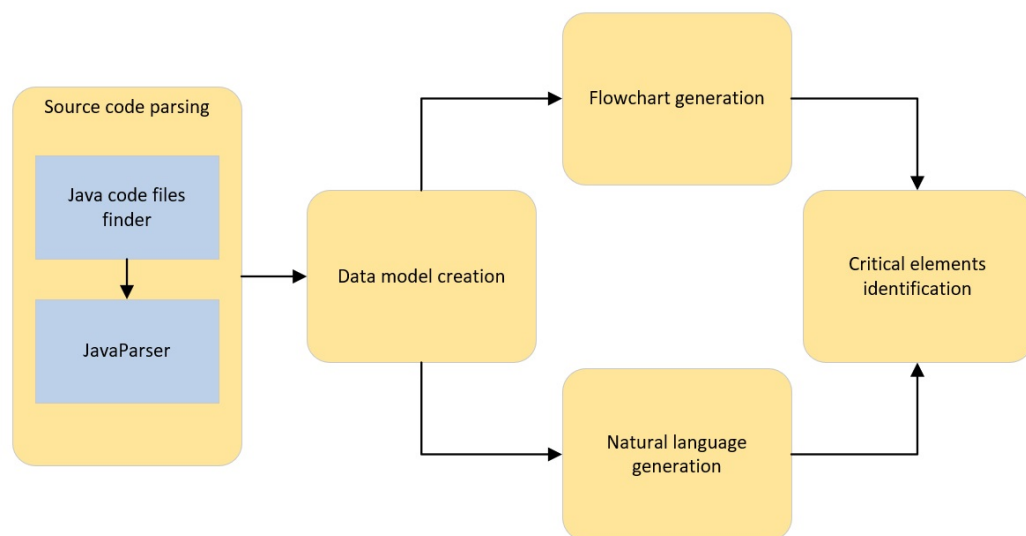 Source code parsing
Java code files
finder
JavaParser
Data model creation
Flowchart generation
Natural language
generation
Critical elements
identification